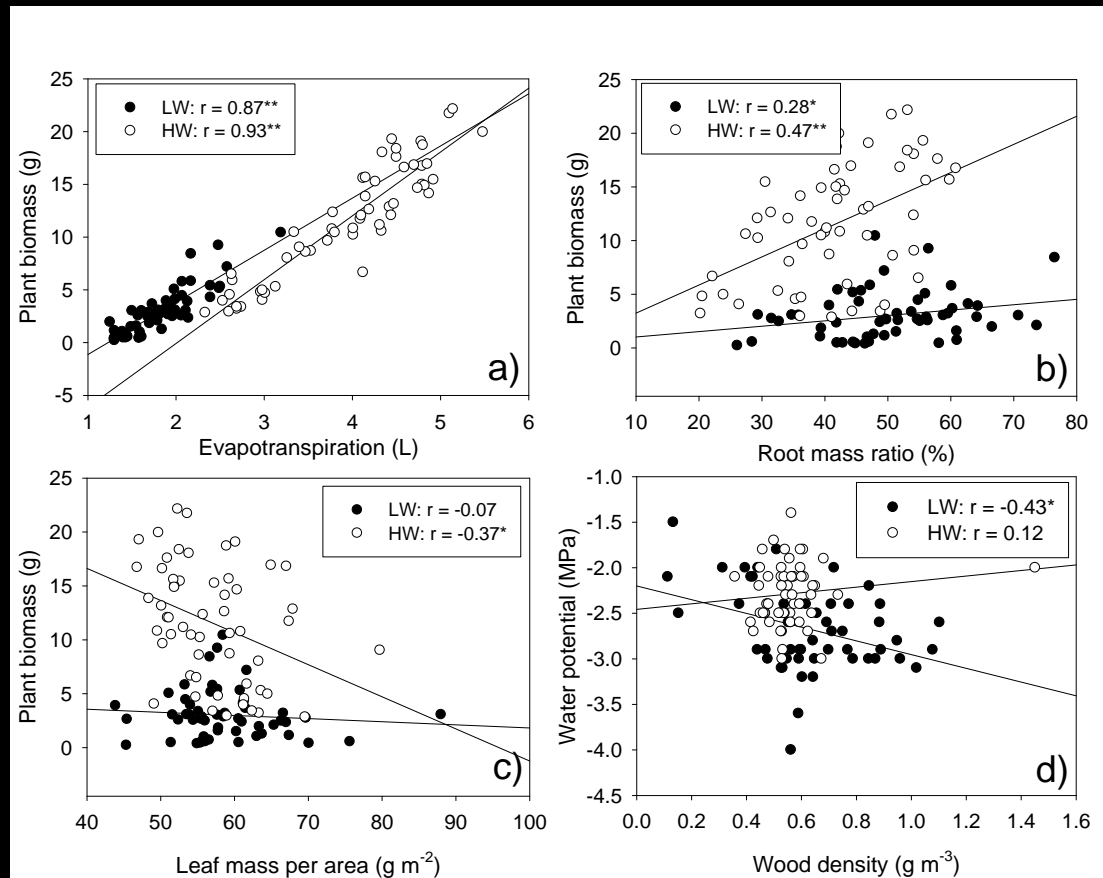 LW: r = 0.87**
HW: r = 0.93**
25
20
15
10
5
0
-5
Plant biomass (g)
a)
1 2 3 4 5 6
Evapotranspiration (L)
LW: r = 0.28*
HW: r = 0.47**
25
20
15
10
5
0
Plant biomass (g)
b)
10 20 30 40 50 60 70 80
Root mass ratio (%)
LW: r = -0.07
HW: r = -0.37*
25
20
15
10
5
0
Plant biomass (g)
c)
40 50 60 70 80 90 100
Leaf mass per area (g m⁻²)
LW: r = -0.43*
HW: r = 0.12
-1.0
-1.5
-2.0
-2.5
-3.0
-3.5
-4.0
-4.5
Water potential (MPa)
d)
0.0 0.2 0.4 0.6 0.8 1.0 1.2 1.4 1.6
Wood density (g m⁻³)